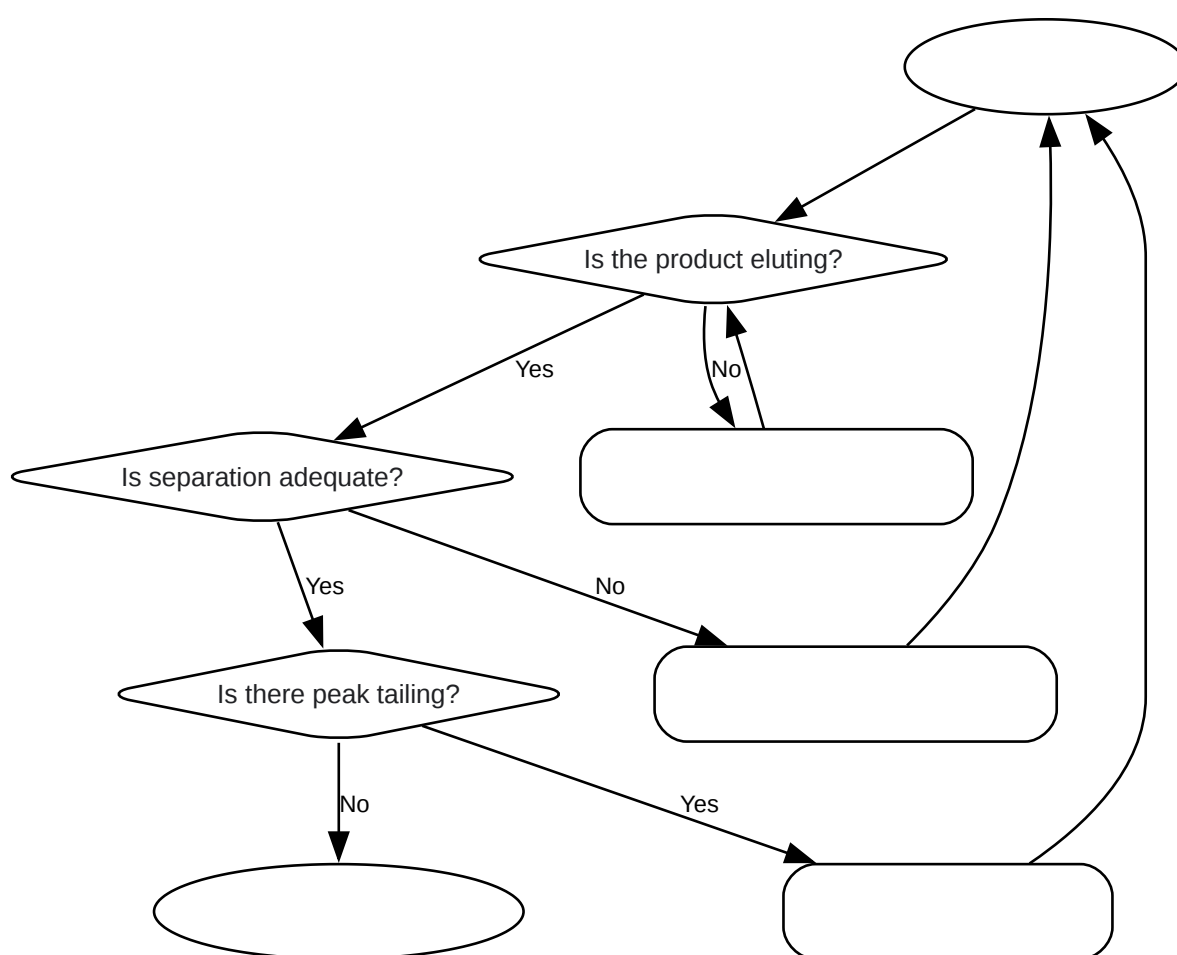 Is the product eluting?
Yes
No
Is separation adequate?
Yes
No
Is there peak tailing?
No
Yes